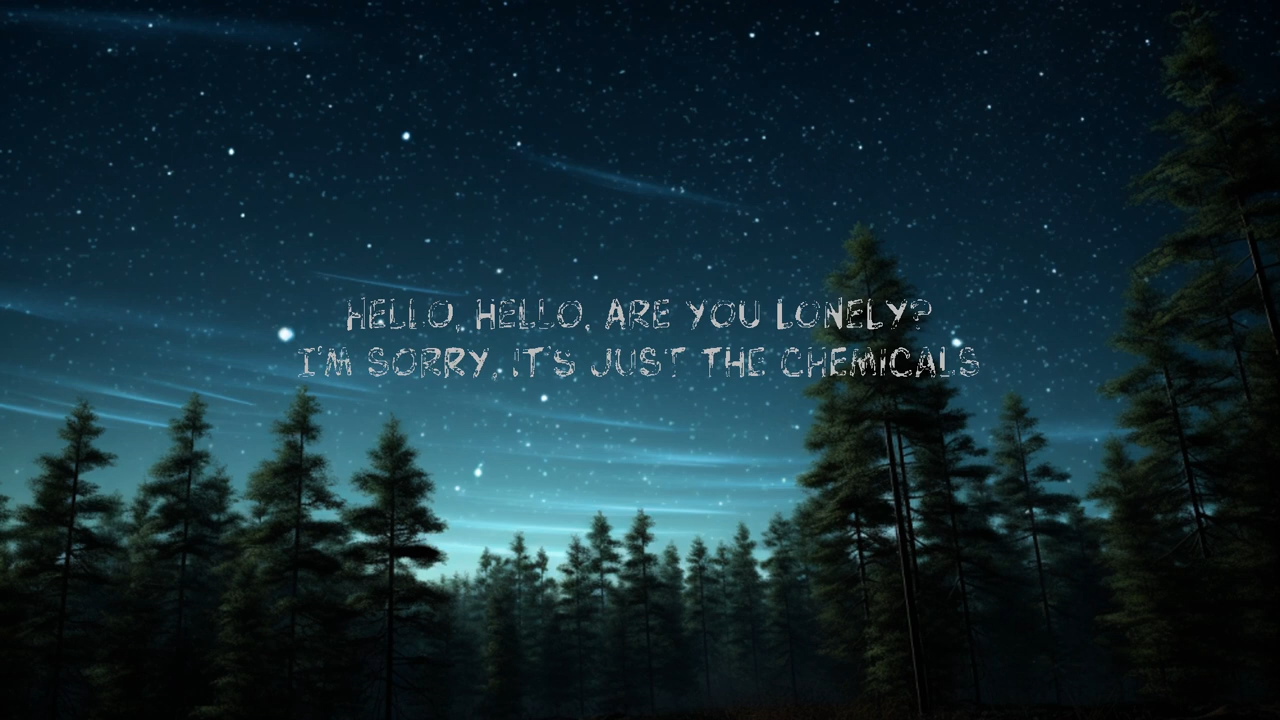 HELLO, HELLO, ARE YOU LONELY?
I'M SORRY, IT'S JUST THE CHEMICALS